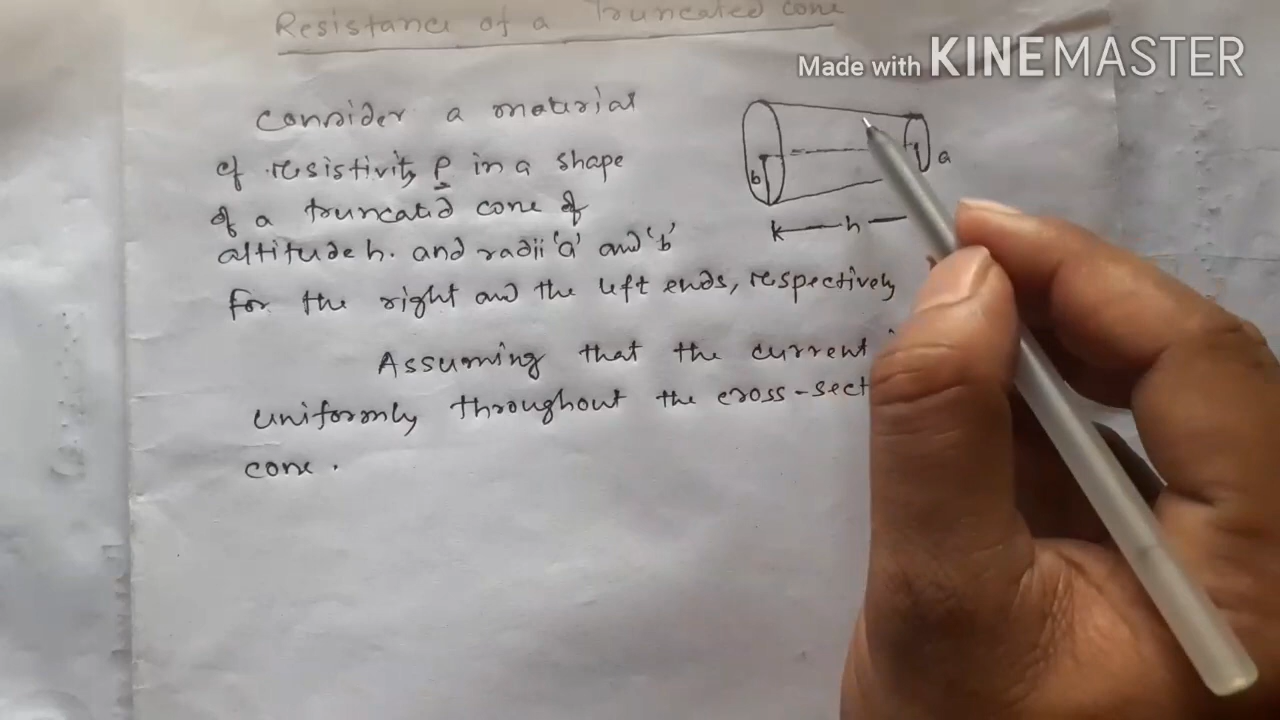 Resistance of a Truncated cone
Made with KINEMASTER
Consider a material
of resistivity ρ in a shape
of a truncated cone of
altitude h. and radii 'a' and 'b'
for the right and the left ends, respectively
Assuming that the current
uniformly throughout the cross-sect
cone.
b
a
h